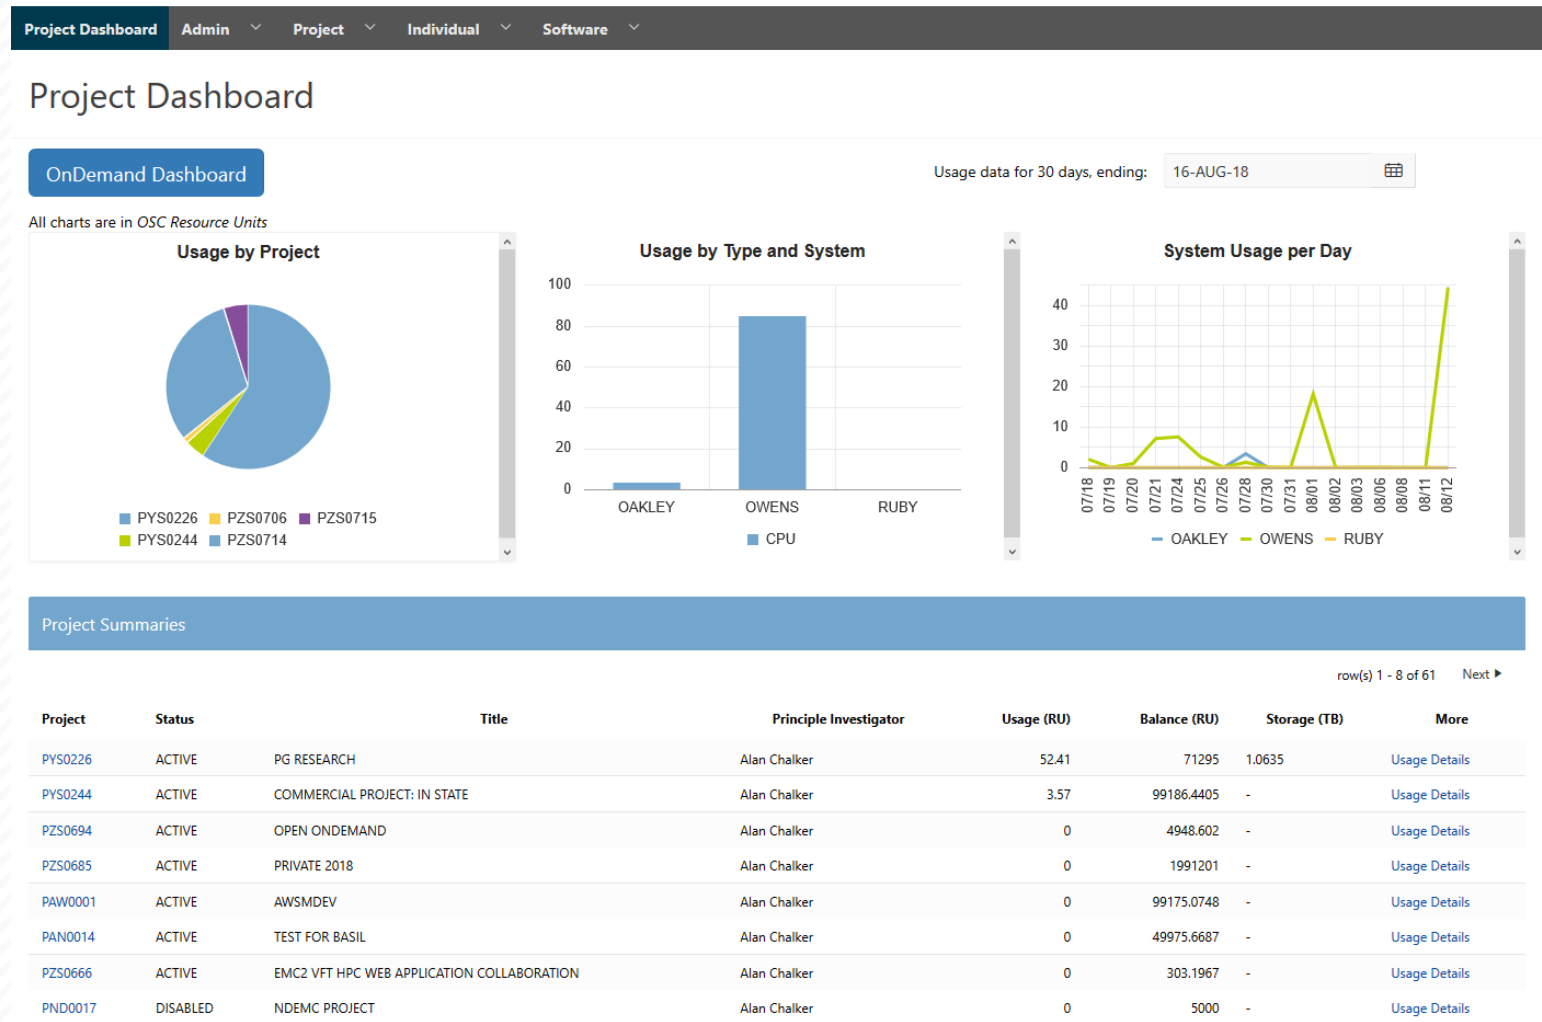 Project Dashboard Admin Project Individual Software
Project Dashboard
OnDemand Dashboard
Usage data for 30 days, ending: 16-AUG-18
All charts are in OSC Resource Units
Usage by Project
PYS0226 PZS0706 PZS0715
PYS0244 PZS0714
Usage by Type and System
100
80
60
40
20
0
OAKLEY OWENS RUBY
CPU
System Usage per Day
40
30
20
10
0
07/18 07/19 07/20 07/21 07/24 07/25 07/26 07/28 07/30 07/31 08/01 08/02 08/03 08/06 08/08 08/11 08/12
OAKLEY OWENS RUBY
Project Summaries
row(s) 1 - 8 of 61 Next
Project Status Title Principle Investigator Usage (RU) Balance (RU) Storage (TB) More
PYS0226 ACTIVE PG RESEARCH Alan Chalker 52.41 71295 1.0635 Usage Details
PYS0244 ACTIVE COMMERCIAL PROJECT: IN STATE Alan Chalker 3.57 99186.4405 - Usage Details
PZS0694 ACTIVE OPEN ONDEMAND Alan Chalker 0 4948.602 - Usage Details
PZS0685 ACTIVE PRIVATE 2018 Alan Chalker 0 1991201 - Usage Details
PAW0001 ACTIVE AWSMDEV Alan Chalker 0 99175.0748 - Usage Details
PAN0014 ACTIVE TEST FOR BASIL Alan Chalker 0 49975.6687 - Usage Details
PZS0666 ACTIVE EMC2 VFT HPC WEB APPLICATION COLLABORATION Alan Chalker 0 303.1967 - Usage Details
PND0017 DISABLED NDEMC PROJECT Alan Chalker 0 5000 - Usage Details